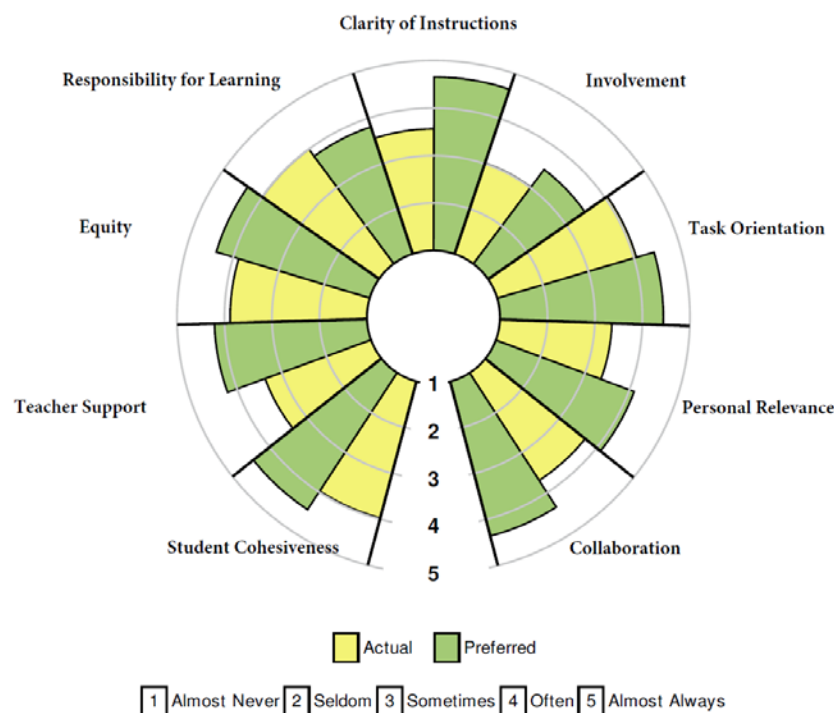 Clarity of Instructions
Responsibility for Learning
Involvement
Equity
Task Orientation
Teacher Support
Personal Relevance
Student Cohesiveness
Collaboration
1
2
3
4
5
Actual Preferred
1 Almost Never 2 Seldom 3 Sometimes 4 Often 5 Almost Always